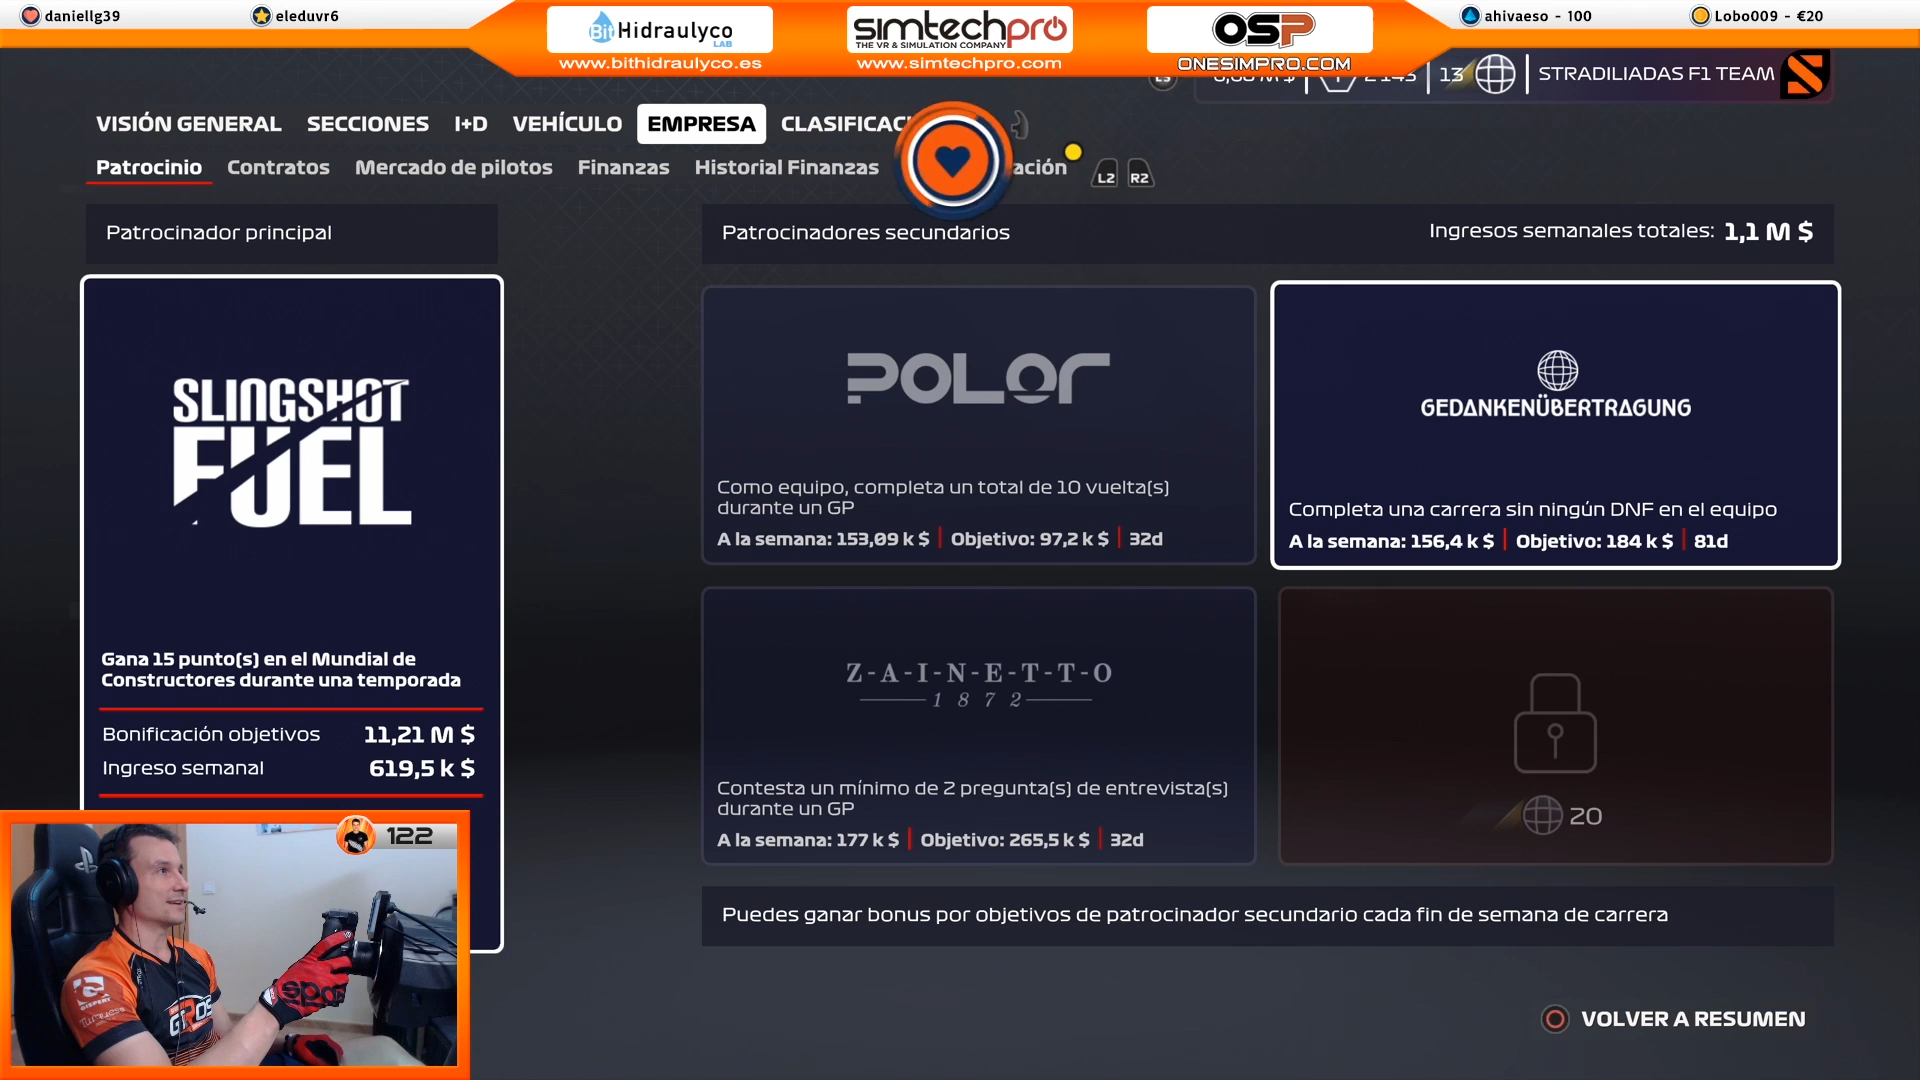 daniellg39
eleduvr6
BitHidraulyco
LAB
www.bithidraulyco.es
simtechpro
THE VR & SIMULATION COMPANY
www.simtechpro.com
OSP
ONESIMPRO.COM
ahivaeso - 100
Lobo009 - €20
13
STRADILIADAS F1 TEAM
VISIÓN GENERAL
SECCIONES
I+D
VEHÍCULO
EMPRESA
CLASIFICAC
Patrocinio
Contratos
Mercado de pilotos
Finanzas
Historial Finanzas
ación
L2
R2
Patrocinador principal
Patrocinadores secundarios
Ingresos semanales totales: 1,1 M $
SLINGSHOT
FUEL
Gana 15 punto(s) en el Mundial de
Constructores durante una temporada
Bonificación objetivos 11,21 M $
Ingreso semanal 619,5 k $
POLAR
Como equipo, completa un total de 10 vuelta(s)
durante un GP
A la semana: 153,09 k $ | Objetivo: 97,2 k $ | 32d
GEDANKENÜBERTRAGUNG
Completa una carrera sin ningún DNF en el equipo
A la semana: 156,4 k $ | Objetivo: 184 k $ | 81d
Z-A-I-N-E-T-T-O
1872
Contesta un mínimo de 2 pregunta(s) de entrevista(s)
durante un GP
A la semana: 177 k $ | Objetivo: 265,5 k $ | 32d
20
Puedes ganar bonus por objetivos de patrocinador secundario cada fin de semana de carrera
VOLVER A RESUMEN
122